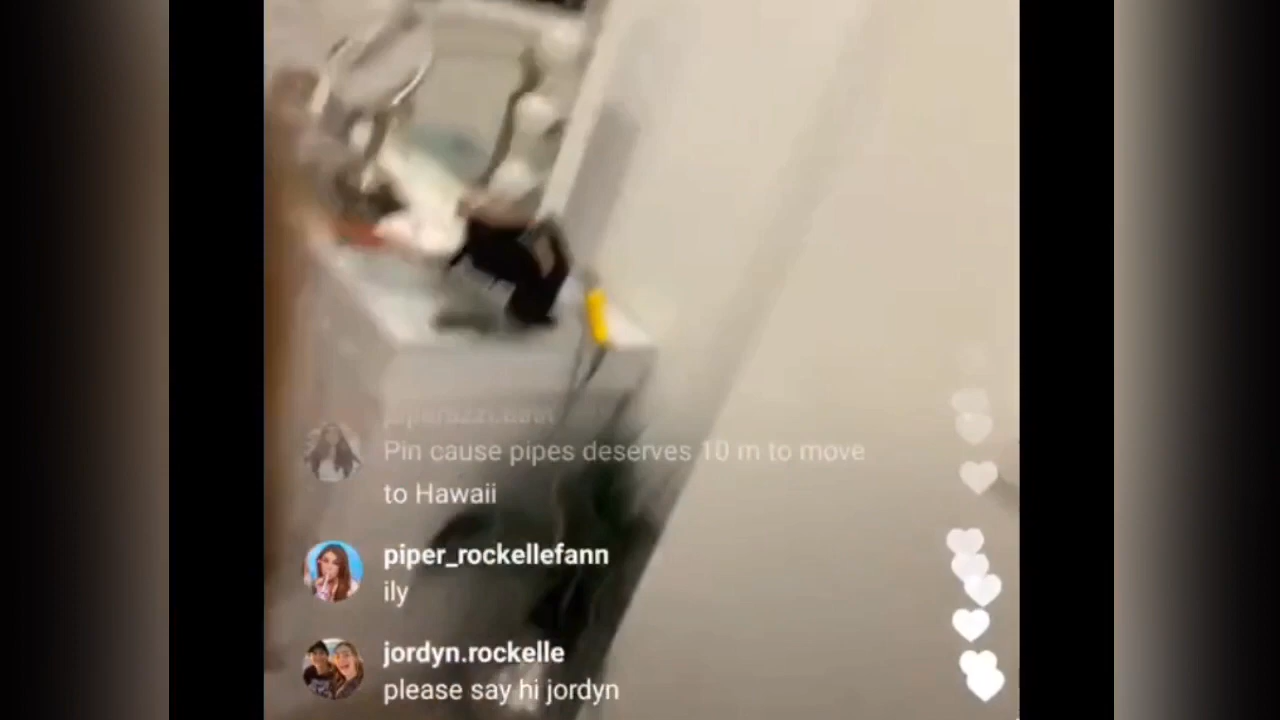 Pin cause pipes deserves 10 m to move
to Hawaii
piper_rockellefann
ily
jordyn.rockelle
please say hi jordyn